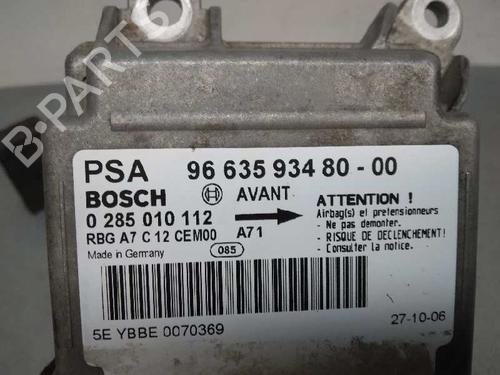 B-PARTS
PSA 96 635 934 80 - 00
BOSCH AVANT
0 285 010 112
RBG A7 C 12 CEM00 A71
Made in Germany 085
ATTENTION !
Airbag(s) et pretensionneurs
- Ne pas demonter.
- RISQUE DE DECLENCHEMENT!
- Consulter la notice.
5E YBBE 0070369
27-10-06